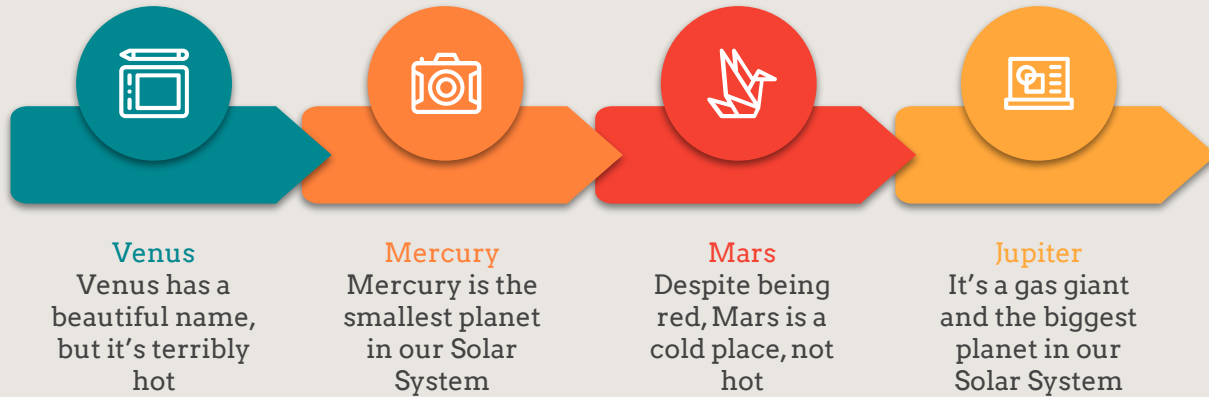 Venus
Venus has a
beautiful name,
but it’s terribly
hot
Mercury
Mercury is the
smallest planet
in our Solar
System
Mars
Despite being
red, Mars is a
cold place, not
hot
Jupiter
It’s a gas giant
and the biggest
planet in our
Solar System